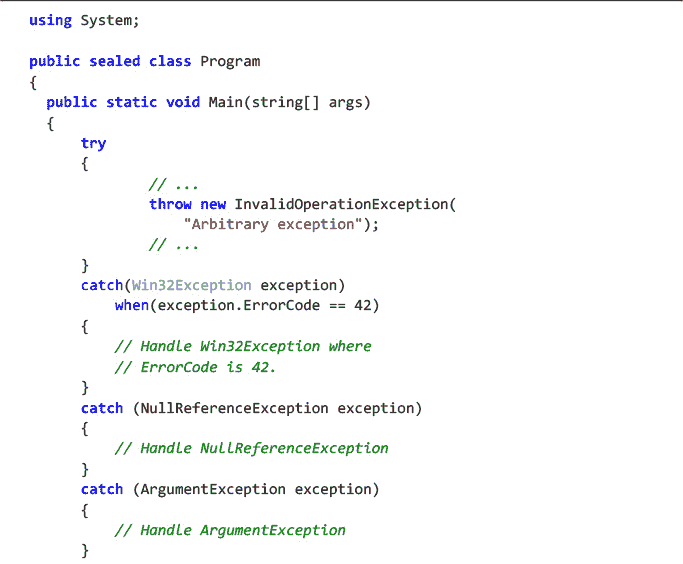 using System;
public sealed class Program
{
public static void Main(string[] args)
{
try
{
// ...
throw new InvalidOperationException(
"Arbitrary exception");
// ...
}
catch(Win32Exception exception)
when(exception.ErrorCode == 42)
{
// Handle Win32Exception where
// ErrorCode is 42.
}
catch (NullReferenceException exception)
{
// Handle NullReferenceException
}
catch (ArgumentException exception)
{
// Handle ArgumentException
}